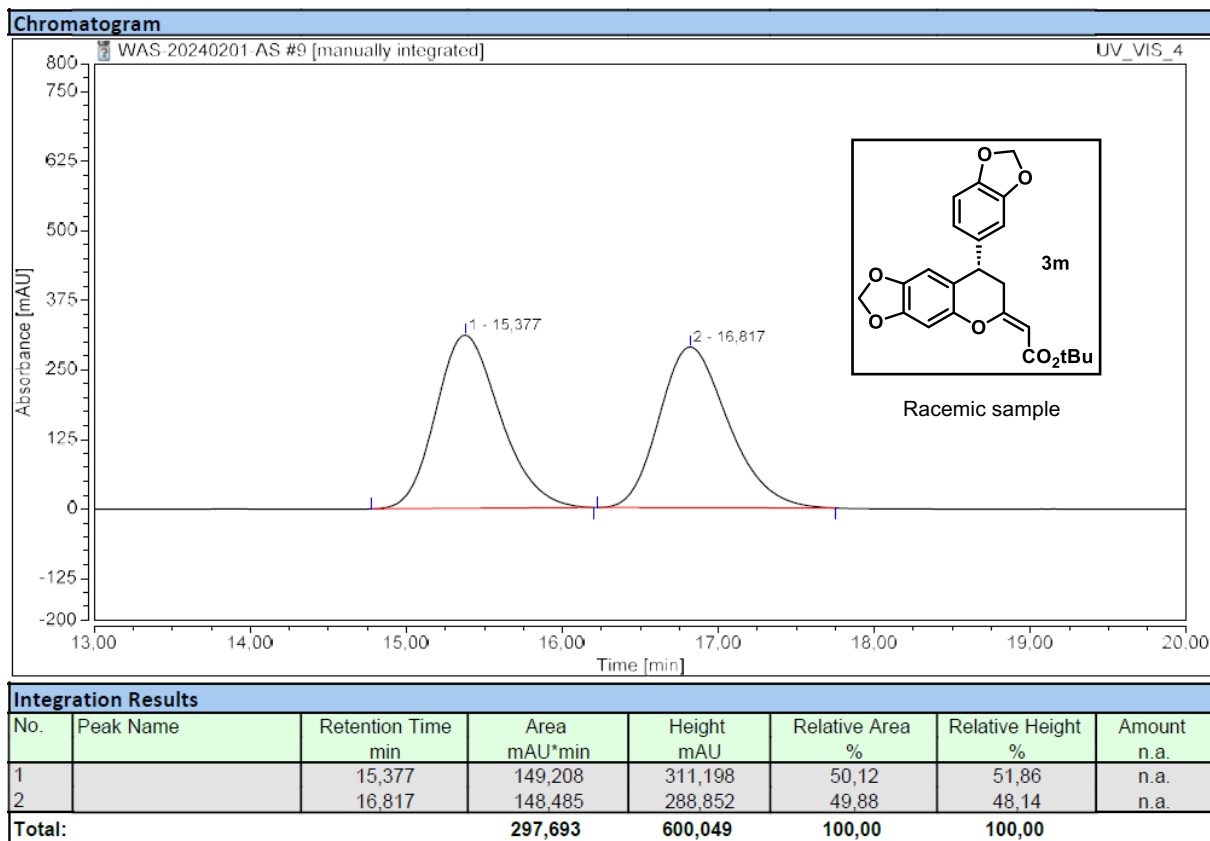 Chromatogram
WAS-20240201-AS #9 [manually integrated]
UV_VIS_4
800
750
625
500
375
250
125
0
-125
-200
Absorbance [mAU]
1 - 15,377
2 - 16,817
O
O
3m
O
O
O
CO2tBu
Racemic sample
13,00 14,00 15,00 16,00 17,00 18,00 19,00 20,00
Time [min]
Integration Results
No. Peak Name Retention Time Area Height Relative Area Relative Height Amount
min mAU*min mAU % % n.a.
1 15,377 149,208 311,198 50,12 51,86 n.a.
2 16,817 148,485 288,852 49,88 48,14 n.a.
Total: 297,693 600,049 100,00 100,00